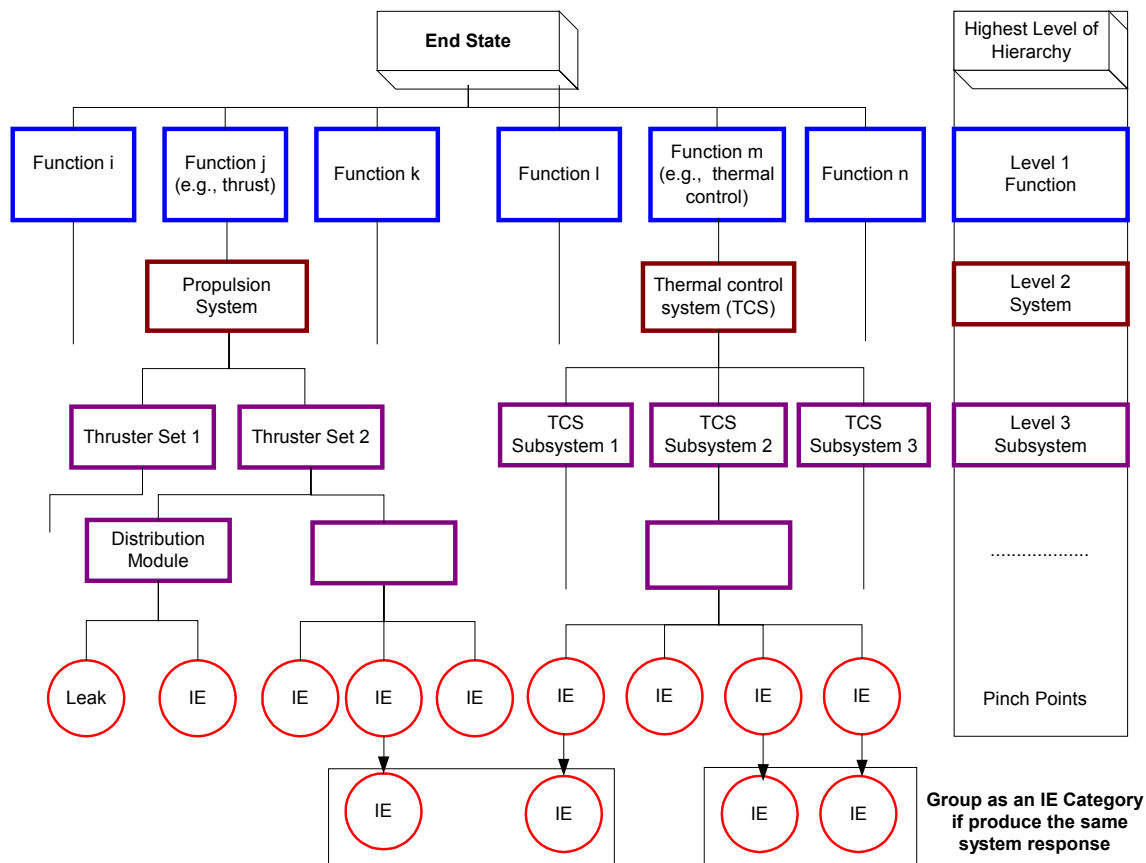 End State
Highest Level of
Hierarchy
Function i
Function j
(e.g., thrust)
Function k
Function l
Function m
(e.g., thermal
control)
Function n
Level 1
Function
Propulsion
System
Thermal control
system (TCS)
Level 2
System
Thruster Set 1
Thruster Set 2
TCS
Subsystem 1
TCS
Subsystem 2
TCS
Subsystem 3
Level 3
Subsystem
Distribution
Module
...................
Leak
IE
IE
IE
IE
IE
IE
IE
IE
Pinch Points
IE
IE
IE
IE
Group as an IE Category
if produce the same
system response